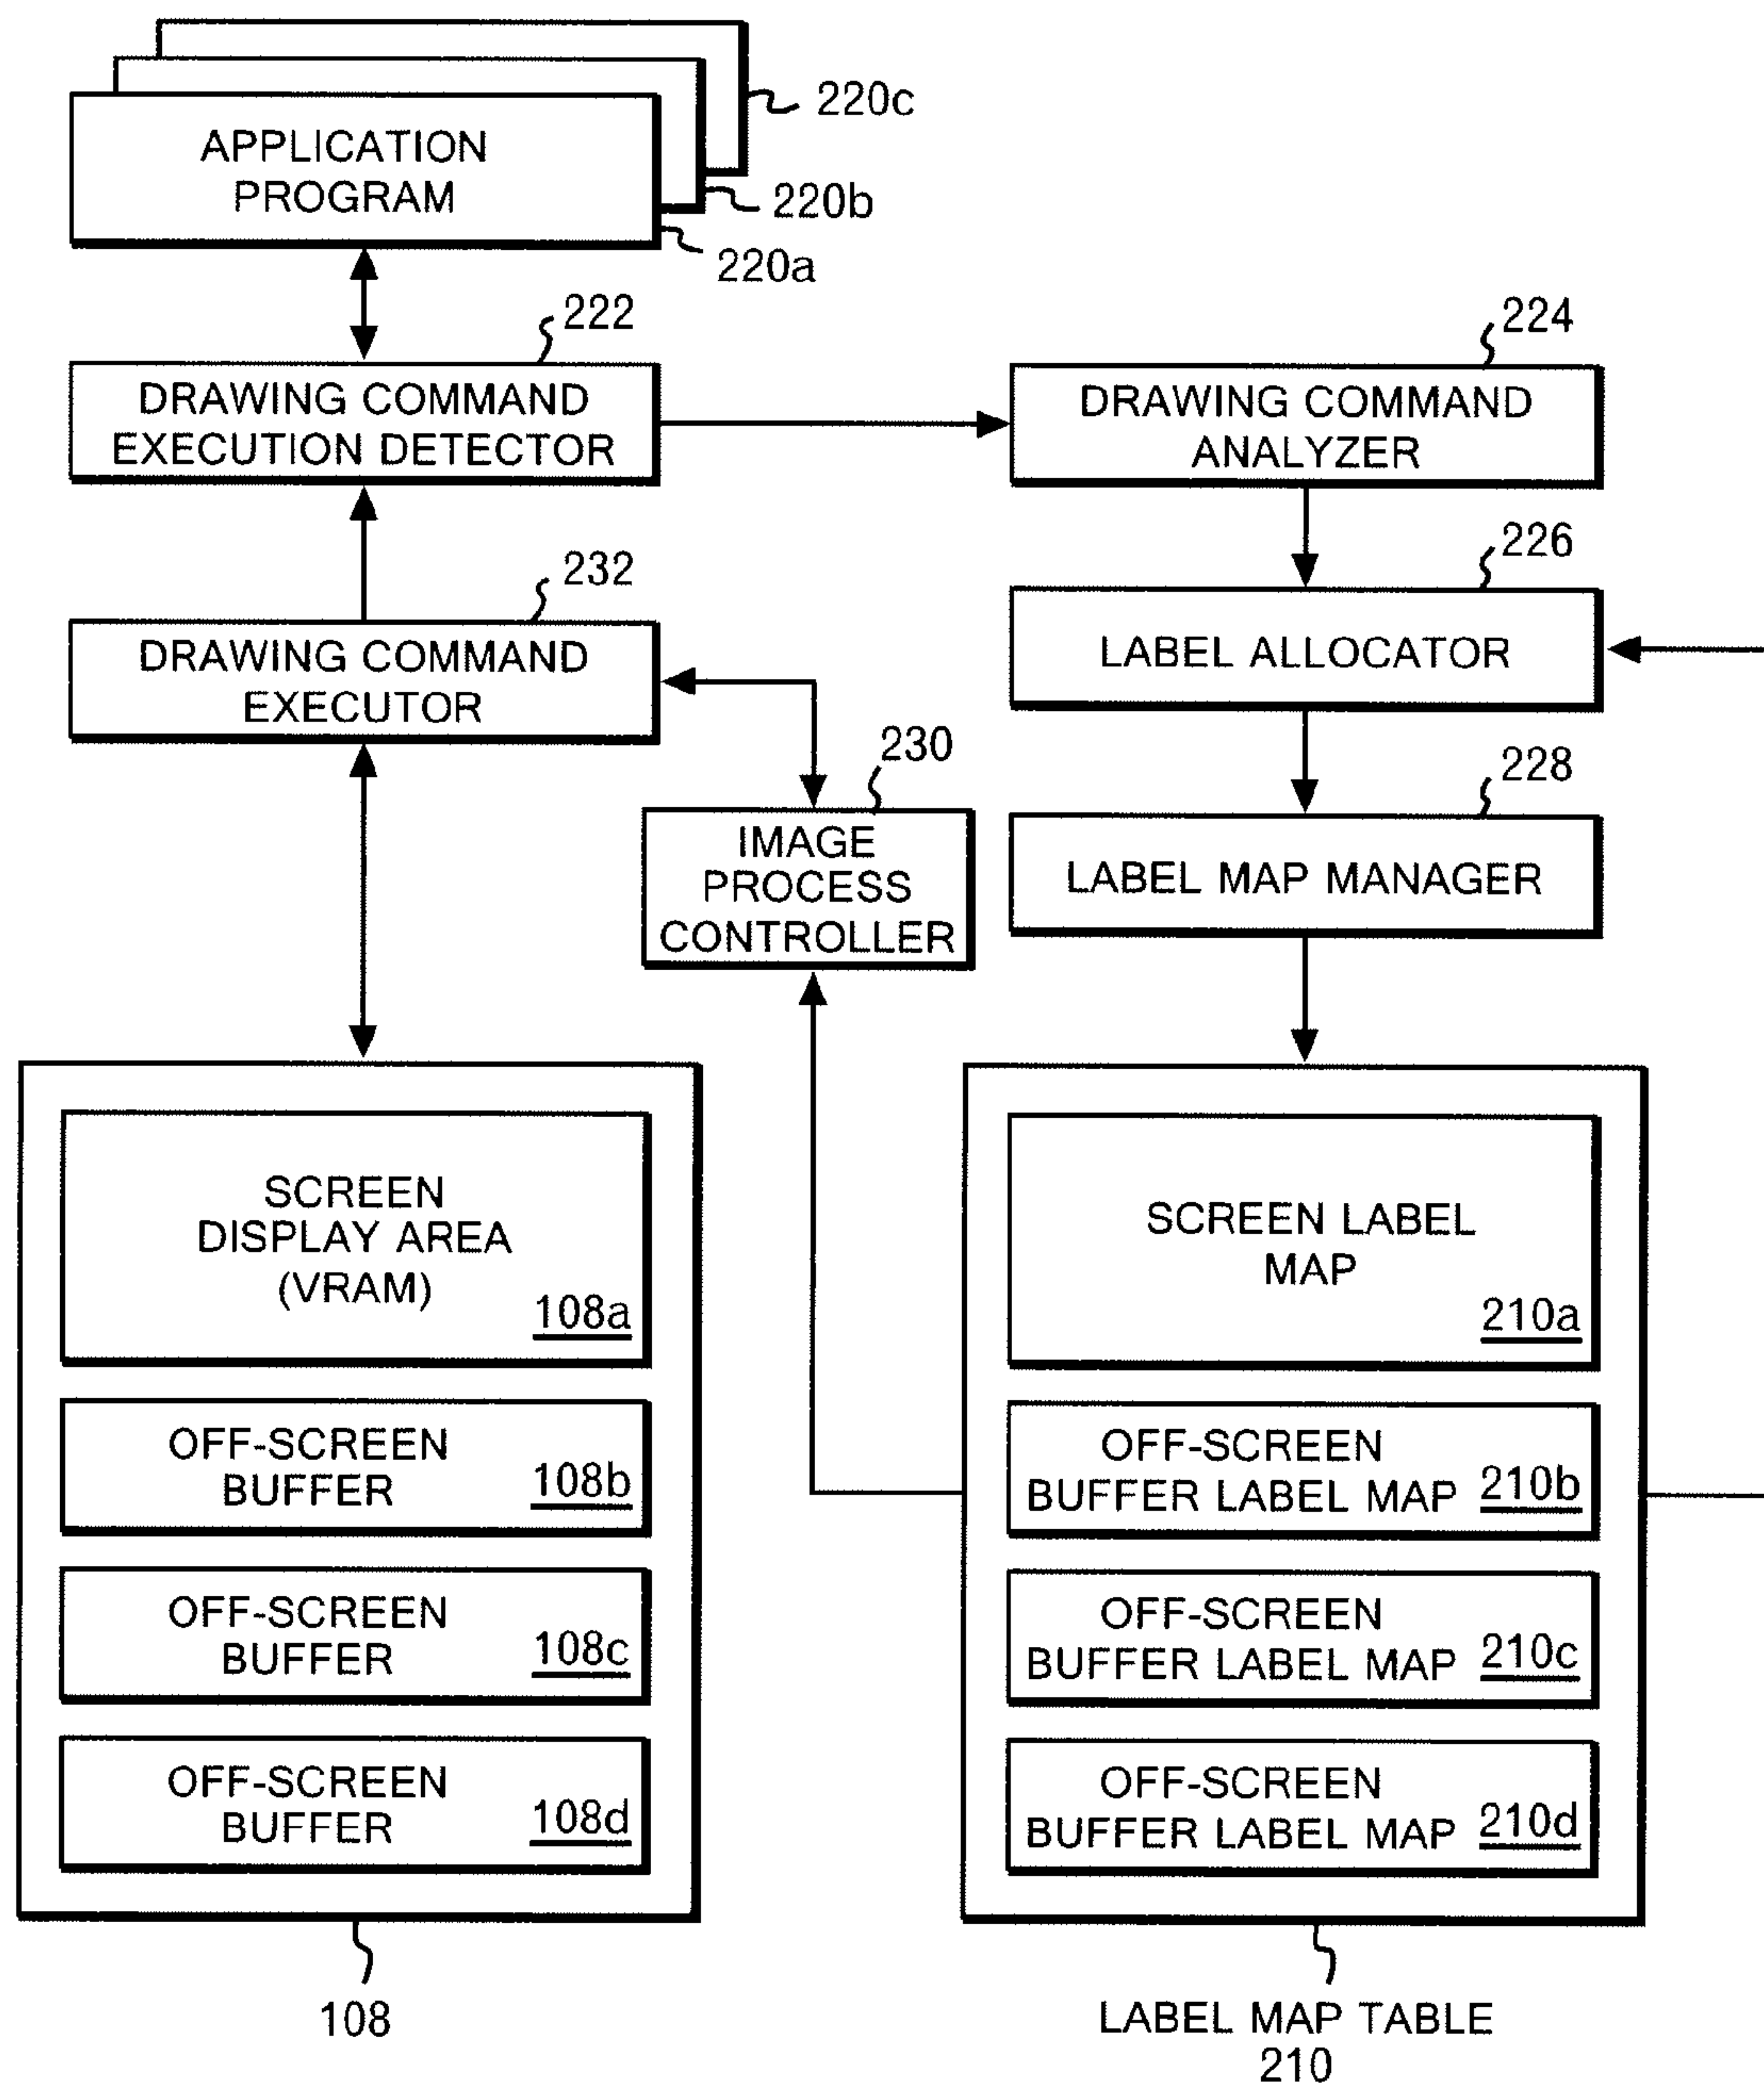 220c
APPLICATION
PROGRAM
220b
220a
222
DRAWING COMMAND
EXECUTION DETECTOR
224
DRAWING COMMAND
ANALYZER
232
DRAWING COMMAND
EXECUTOR
226
LABEL ALLOCATOR
230
IMAGE
PROCESS
CONTROLLER
228
LABEL MAP MANAGER
SCREEN
DISPLAY AREA
(VRAM)
108a
OFF-SCREEN
BUFFER
108b
OFF-SCREEN
BUFFER
108c
OFF-SCREEN
BUFFER
108d
108
SCREEN LABEL
MAP
210a
OFF-SCREEN
BUFFER LABEL MAP 210b
OFF-SCREEN
BUFFER LABEL MAP 210c
OFF-SCREEN
BUFFER LABEL MAP 210d
LABEL MAP TABLE
210